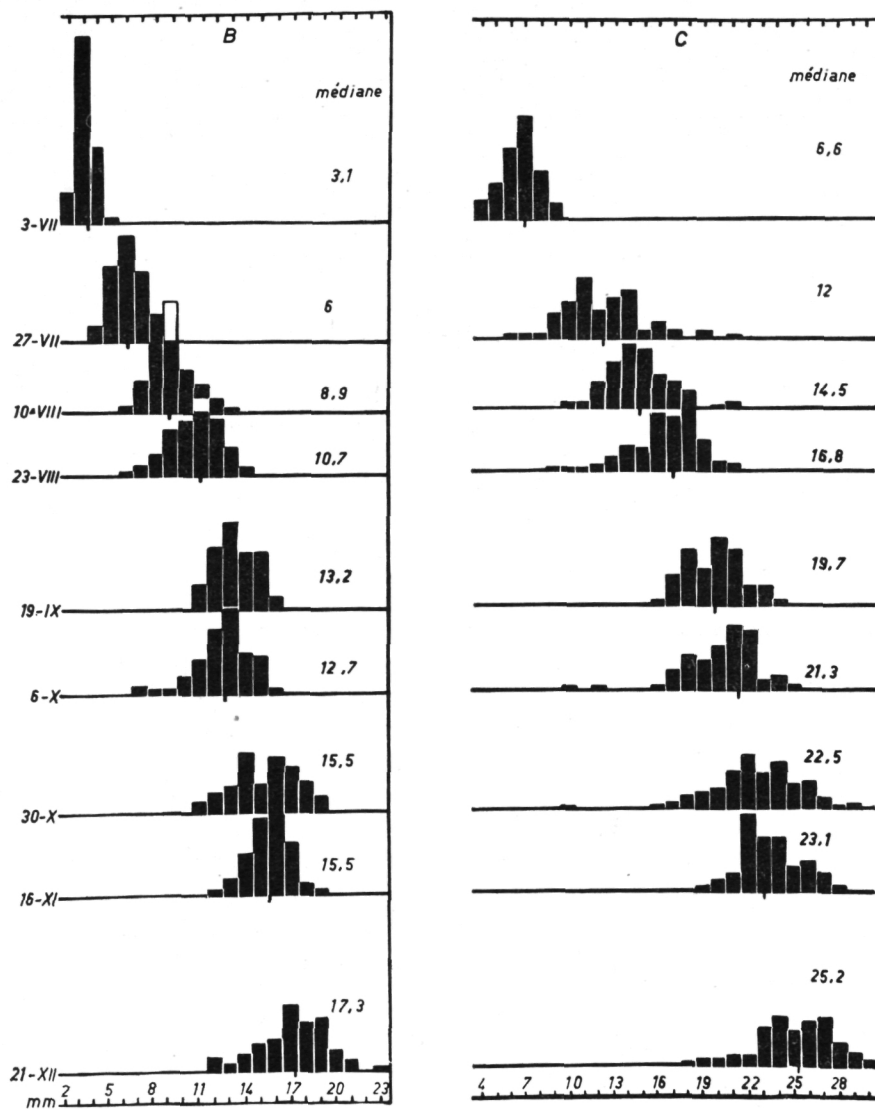 B C
médiane médiane
3,1 6,6
3-VII
6 12
27-VII
8,9 14,5
10-VIII
10,7 16,8
23-VIII
13,2 19,7
19-IX
12,7 21,3
6-X
15,5 22,5
30-X
15,5 23,1
16-XI
17,3 25,2
21-XII
2 5 8 11 14 17 20 23 4 7 10 13 16 19 22 25 28
mm